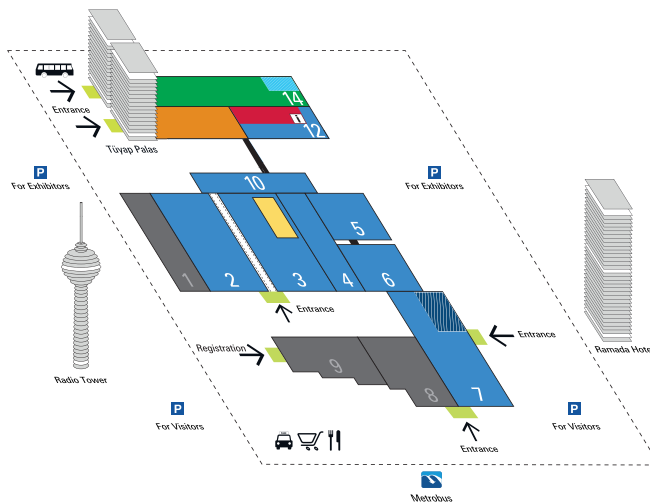 14
Entrance
i
12
Tüyap Palas
P
For Exhibitors
P
For Exhibitors
10
5
1
2
3
4
6
Entrance
Entrance
Registration
9
8
7
Ramada Hote
Radio Tower
P
For Visitors
P
For Visitors
TAXI
Entrance
Metrobus